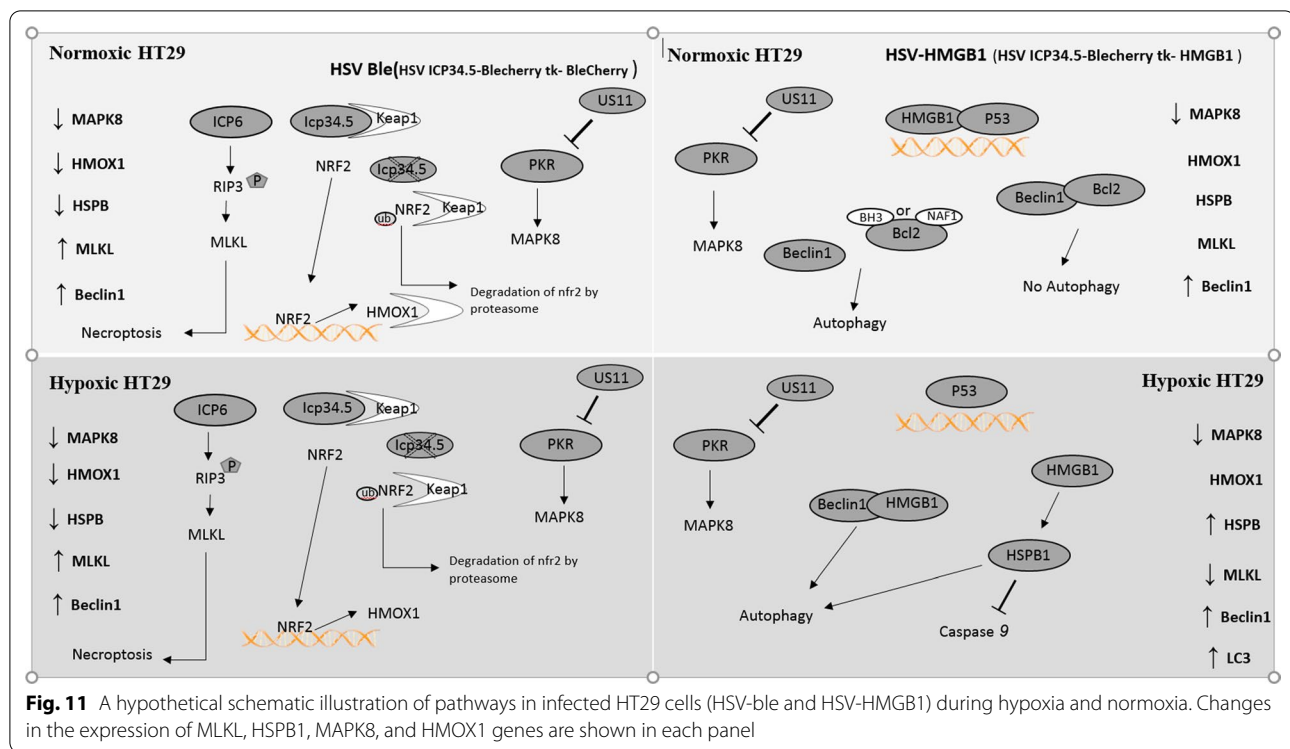 Normoxic HT29
HSV Ble(HSV ICP34.5-Blecherry tk- BleCherry )
↓ MAPK8
↓ HMOX1
↓ HSPB
↑ MLKL
↑ Beclin1
ICP6
RIP3 P
MLKL
Necroptosis
Icp34.5 Keap1
NRF2
Icp34.5
ub NRF2 Keap1
Degradation of nfr2 by
proteasome
NRF2
HMOX1
US11
PKR
MAPK8
Normoxic HT29
HSV-HMGB1 (HSV ICP34.5-Blecherry tk- HMGB1 )
US11
PKR
MAPK8
HMGB1 P53
Beclin1 Bcl2
No Autophagy
BH3 or NAF1
Bcl2
Beclin1
Autophagy
↓ MAPK8
HMOX1
HSPB
MLKL
↑ Beclin1
Hypoxic HT29
↓ MAPK8
↓ HMOX1
↓ HSPB
↑ MLKL
↑ Beclin1
ICP6
RIP3 P
MLKL
Necroptosis
Icp34.5 Keap1
NRF2
Icp34.5
ub NRF2 Keap1
Degradation of nfr2 by
proteasome
NRF2
HMOX1
US11
PKR
MAPK8
Hypoxic HT29
US11
PKR
MAPK8
P53
Beclin1 HMGB1
HMGB1
HSPB1
Autophagy
Caspase 9
↓ MAPK8
HMOX1
↑ HSPB
↓ MLKL
↑ Beclin1
↑ LC3
Fig. 11 A hypothetical schematic illustration of pathways in infected HT29 cells (HSV-ble and HSV-HMGB1) during hypoxia and normoxia. Changes
in the expression of MLKL, HSPB1, MAPK8, and HMOX1 genes are shown in each panel